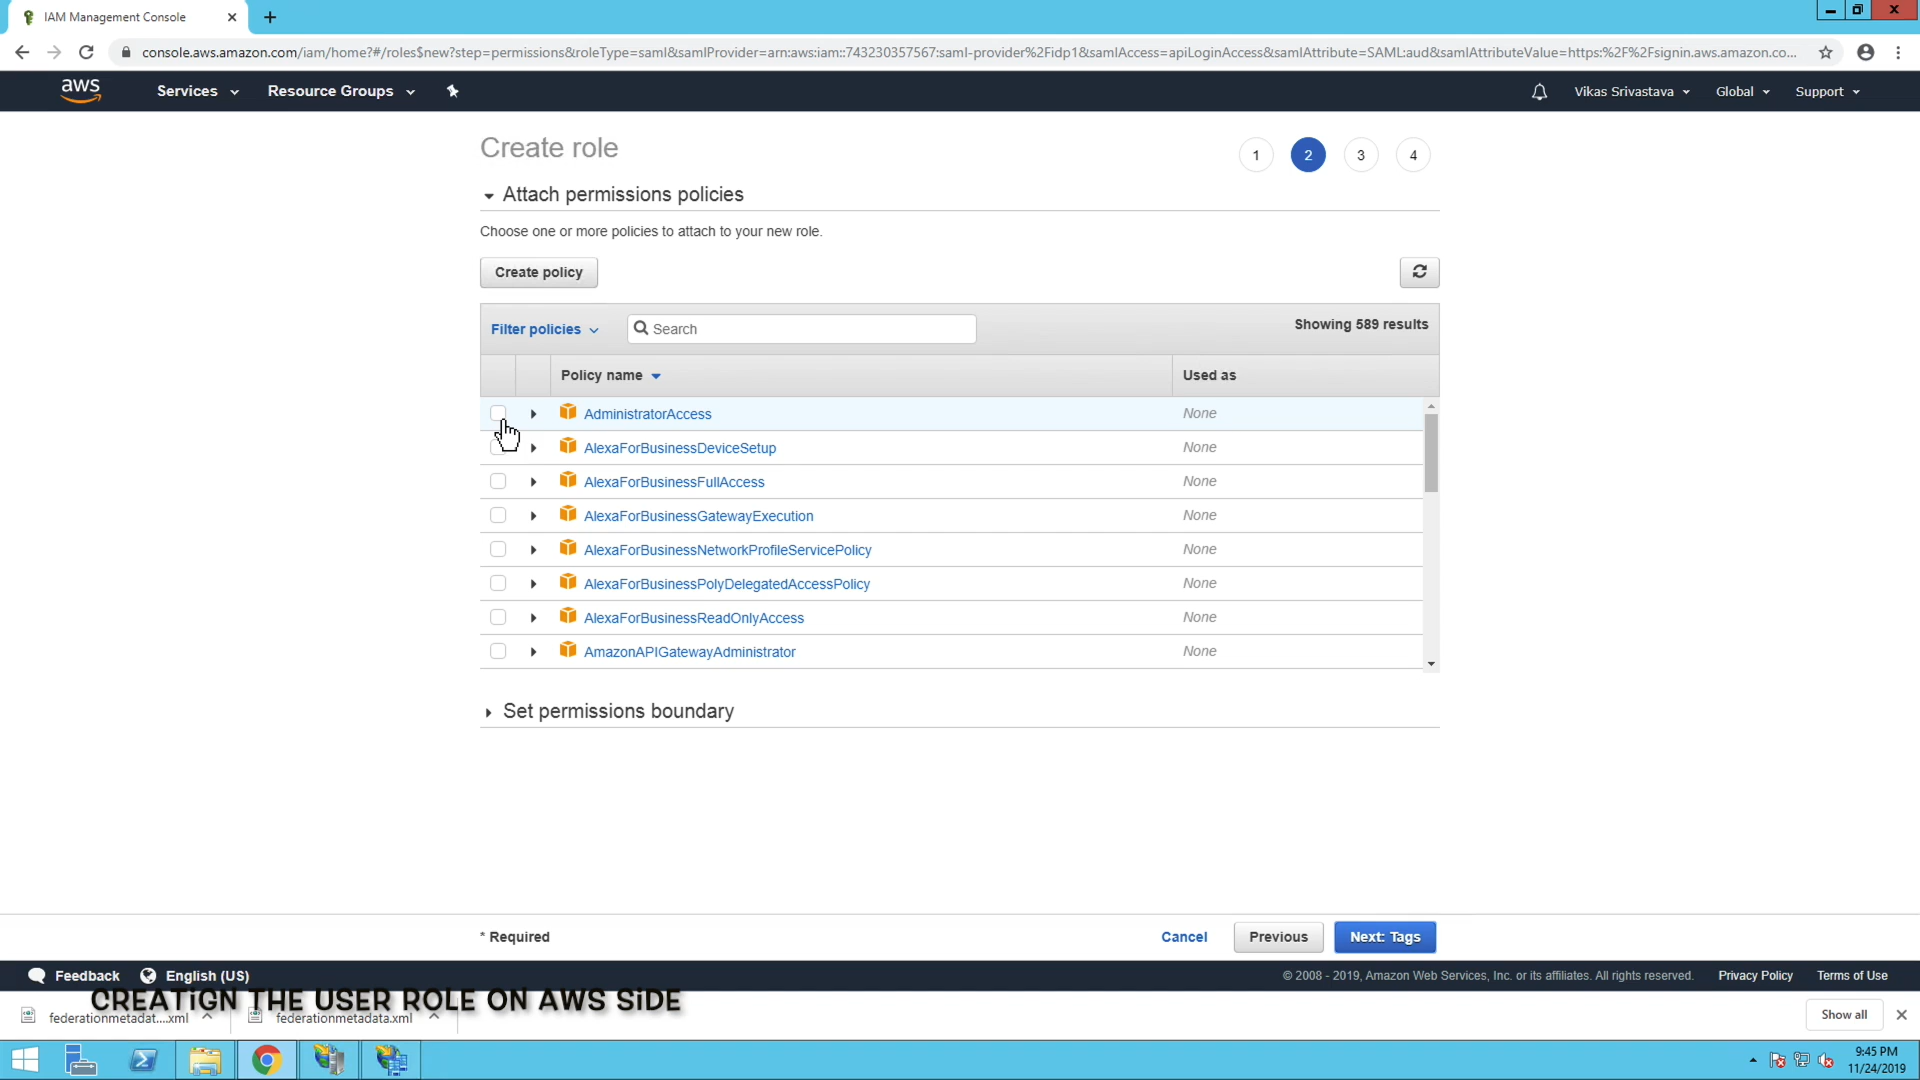 IAM Management Console
console.aws.amazon.com/iam/home?#/roles$new?step=permissions&roleType=saml&samlProvider=arn:aws:iam::743230357567:saml-provider%2Fidp1&samlAccess=apiLoginAccess&samlAttribute=SAML:aud&samlAttributeValue=https:%2F%2Fsignin.aws.amazon.co...
aws Services Resource Groups Vikas Srivastava Global Support
Create role 1 2 3 4
Attach permissions policies
Choose one or more policies to attach to your new role.
Create policy
Filter policies Search Showing 589 results
Policy name Used as
AdministratorAccess None
AlexaForBusinessDeviceSetup None
AlexaForBusinessFullAccess None
AlexaForBusinessGatewayExecution None
AlexaForBusinessNetworkProfileServicePolicy None
AlexaForBusinessPolyDelegatedAccessPolicy None
AlexaForBusinessReadOnlyAccess None
AmazonAPIGatewayAdministrator None
Set permissions boundary
* Required Cancel Previous Next: Tags
Feedback English (US) © 2008 - 2019, Amazon Web Services, Inc. or its affiliates. All rights reserved. Privacy Policy Terms of Use
CREATiGN THE USER ROLE ON AWS SiDE
federationmetadat....xml federationmetadata.xml Show all
9:45 PM
11/24/2019